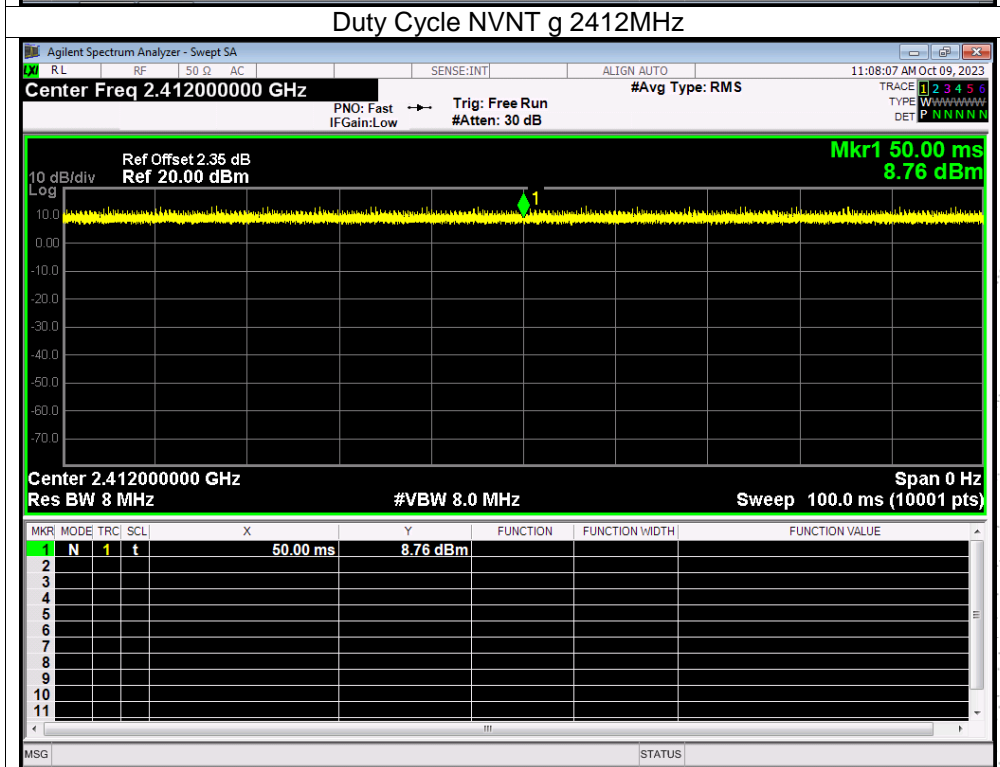 Duty Cycle NVNT g 2412MHz
Agilent Spectrum Analyzer - Swept SA
LXI RL RF 50 Ω AC SENSE:INT ALIGN AUTO 11:08:07 AM Oct 09, 2023
Center Freq 2.412000000 GHz #Avg Type: RMS TRACE 1 2 3 4 5 6
PNO: Fast Trig: Free Run TYPE WWWWWW
IFGain:Low #Atten: 30 dB DET P N N N N N
Mkr1 50.00 ms
Ref Offset 2.35 dB
10 dB/div Ref 20.00 dBm 8.76 dBm
Log
1
10.0
0.00
-10.0
-20.0
-30.0
-40.0
-50.0
-60.0
-70.0
Center 2.412000000 GHz Span 0 Hz
Res BW 8 MHz #VBW 8.0 MHz Sweep 100.0 ms (10001 pts)
MKR MODE TRC SCL X Y FUNCTION FUNCTION WIDTH FUNCTION VALUE
1 N 1 t 50.00 ms 8.76 dBm
2
3
4
5
6
7
8
9
10
11
MSG STATUS